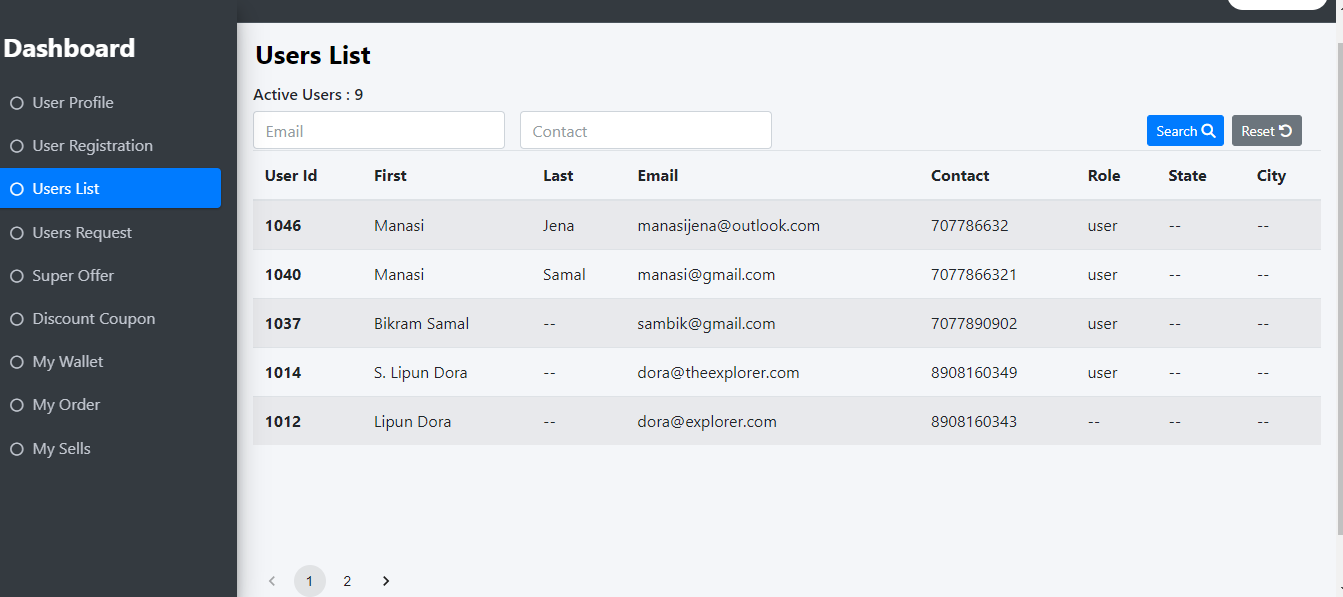 Dashboard
User Profile
User Registration
Users List
Users Request
Super Offer
Discount Coupon
My Wallet
My Order
My Sells
Users List
Active Users : 9
Email Contact Search Reset
User Id First Last Email Contact Role State City
1046 Manasi Jena manasijena@outlook.com 707786632 user -- --
1040 Manasi Samal manasi@gmail.com 7077866321 user -- --
1037 Bikram Samal -- sambik@gmail.com 7077890902 user -- --
1014 S. Lipun Dora -- dora@theexplorer.com 8908160349 user -- --
1012 Lipun Dora -- dora@explorer.com 8908160343 -- -- --
1 2